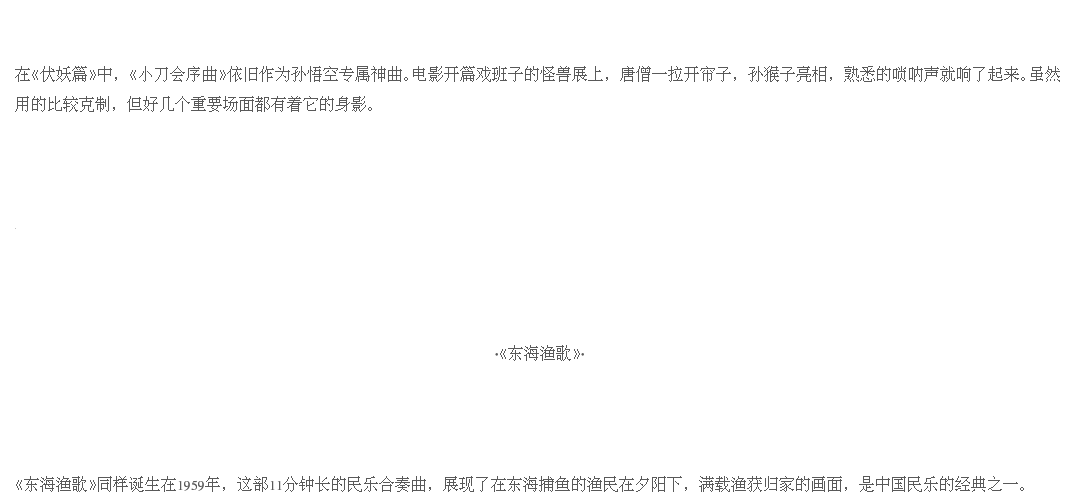 在《伏妖篇》中，《小刀会序曲》依旧作为孙悟空专属神曲。电影开篇戏班子的怪兽展上，唐僧一拉开帘子，孙猴子亮相，熟悉的唢呐声就响了起来。虽然
用的比较克制，但好几个重要场面都有着它的身影。
·《东海渔歌》·
《东海渔歌》同样诞生在1959年，这部11分钟长的民乐合奏曲，展现了在东海捕鱼的渔民在夕阳下，满载渔获归家的画面，是中国民乐的经典之一。